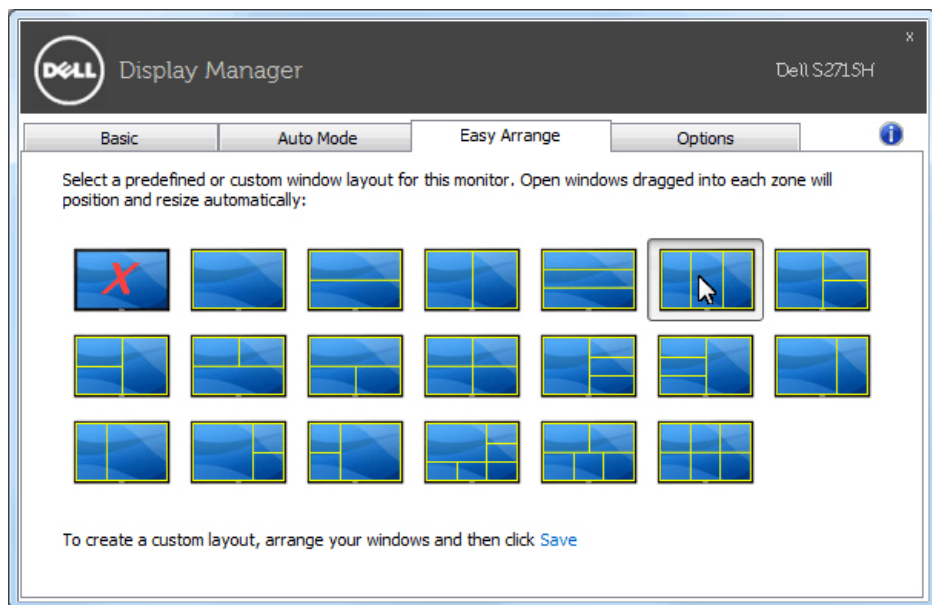 DELL Display Manager
x
Dell S2715H
Basic
Auto Mode
Easy Arrange
Options
Select a predefined or custom window layout for this monitor. Open windows dragged into each zone will
position and resize automatically:
To create a custom layout, arrange your windows and then click Save